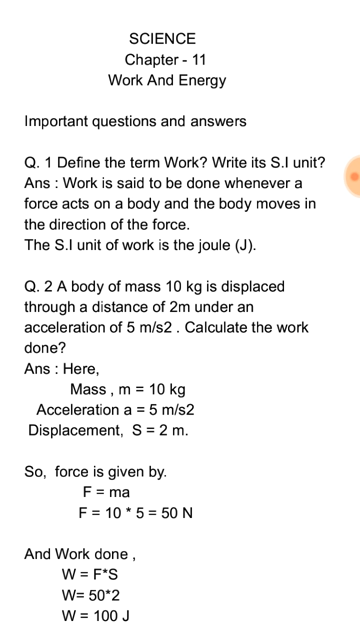 SCIENCE
Chapter - 11
Work And Energy
Important questions and answers
Q. 1 Define the term Work? Write its S.I unit?
Ans : Work is said to be done whenever a
force acts on a body and the body moves in
the direction of the force.
The S.I unit of work is the joule (J).
Q. 2 A body of mass 10 kg is displaced
through a distance of 2m under an
acceleration of 5 m/s2 . Calculate the work
done?
Ans : Here,
Mass , m = 10 kg
Acceleration a = 5 m/s2
Displacement, S = 2 m.
So, force is given by.
F = ma
F = 10 * 5 = 50 N
And Work done ,
W = F*S
W= 50*2
W = 100 J